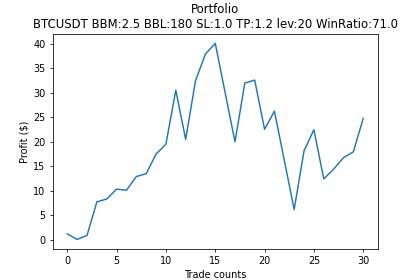 Portfolio
BTCUSDT BBM:2.5 BBL:180 SL:1.0 TP:1.2 lev:20 WinRatio:71.0
40
35
30
25
20
15
10
5
0
Profit ($)
0 5 10 15 20 25 30
Trade counts